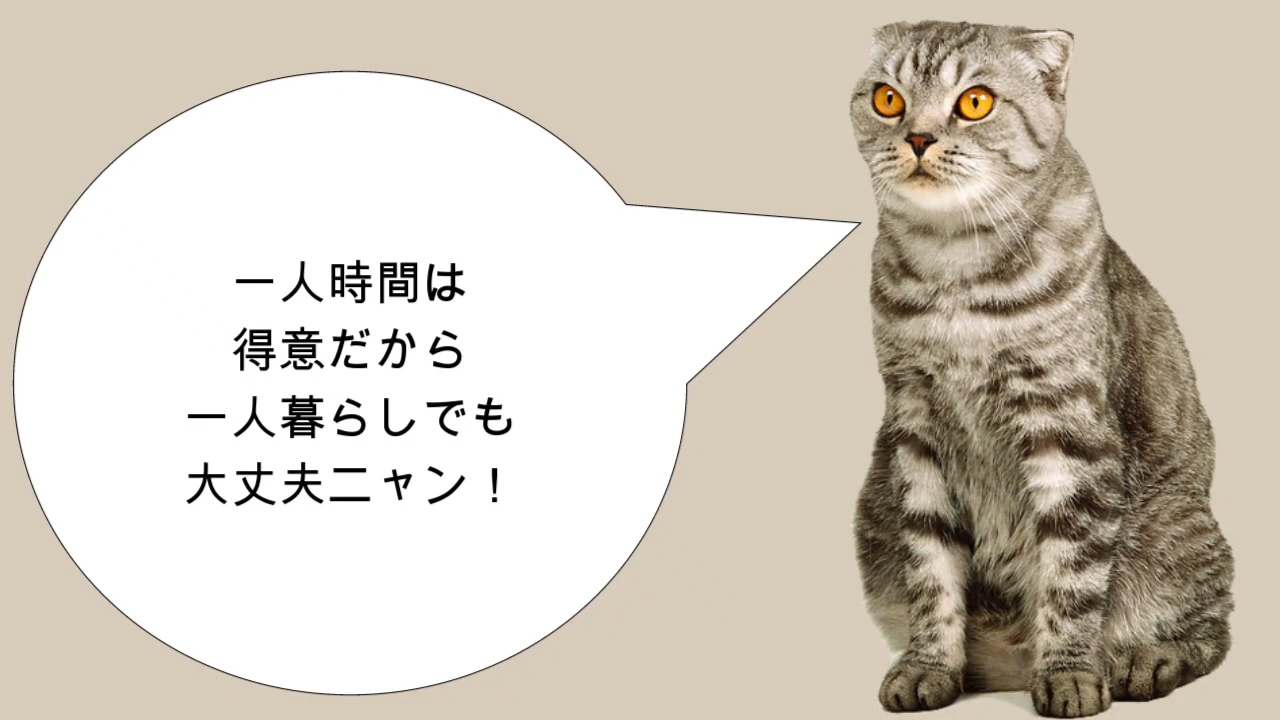 一人時間は
得意だから
一人暮らしでも
大丈夫ニャン！